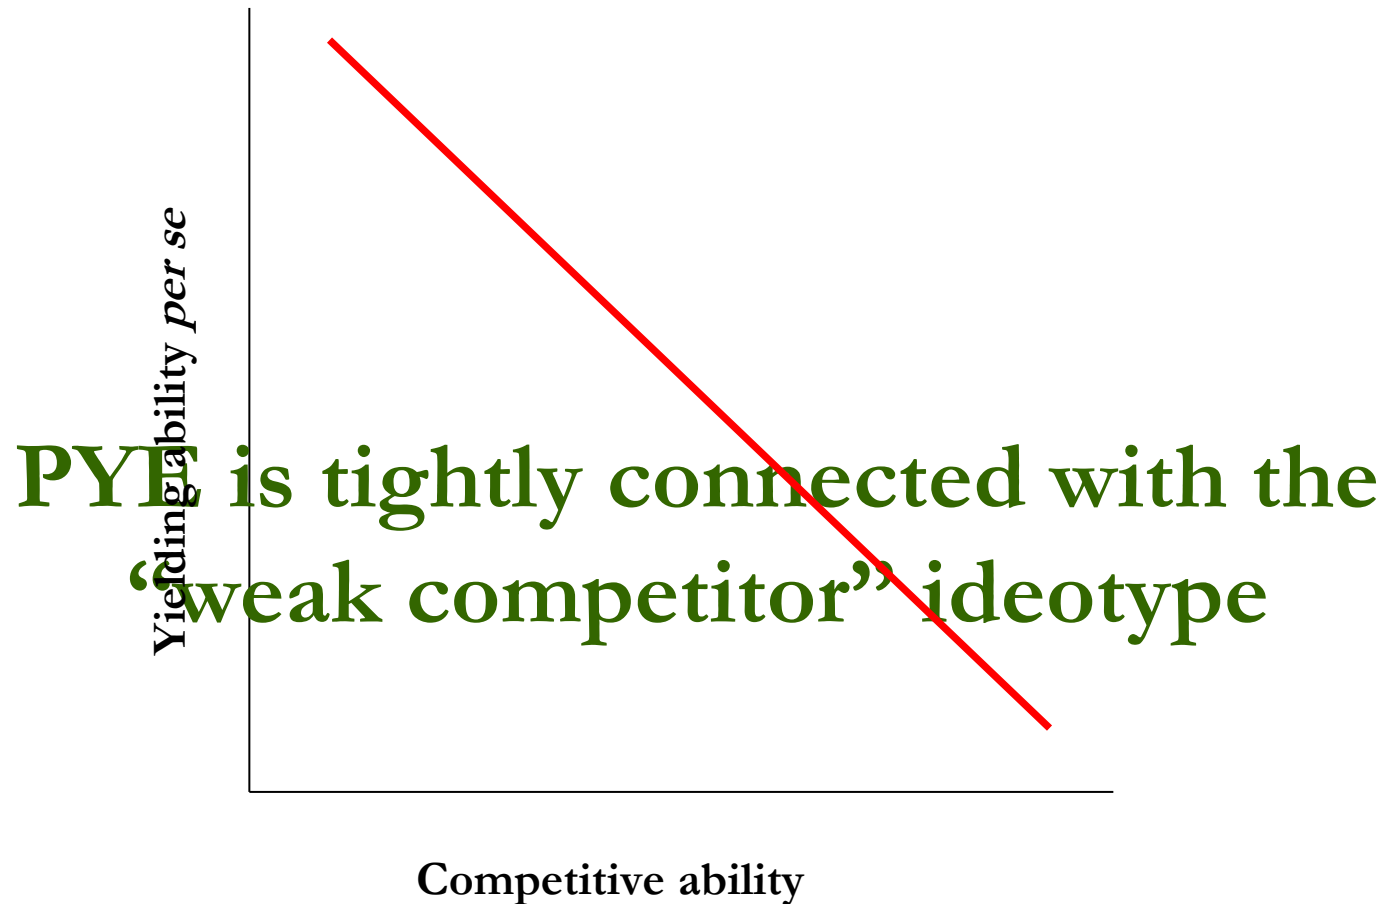 Yielding ability per se
PYE is tightly connected with the
“weak competitor” ideotype
Competitive ability